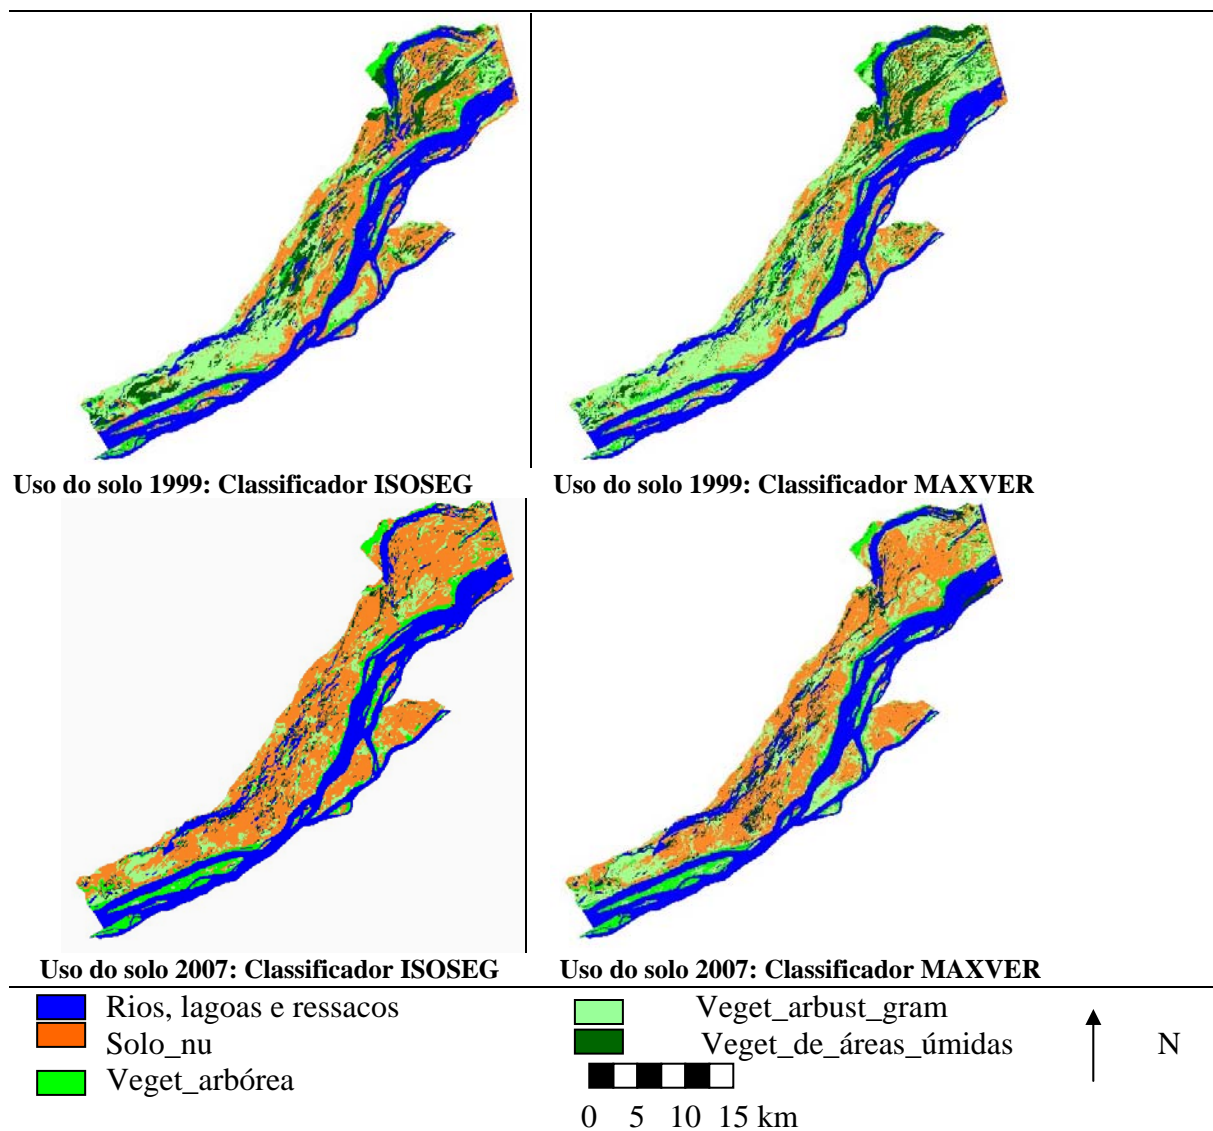 Uso do solo 1999: Classificador ISOSEG
Uso do solo 1999: Classificador MAXVER
Uso do solo 2007: Classificador ISOSEG
Uso do solo 2007: Classificador MAXVER
Rios, lagoas e ressacos
Solo_nu
Veget_arbórea
Veget_arbust_gram
Veget_de_áreas_úmidas
0 5 10 15 km
N